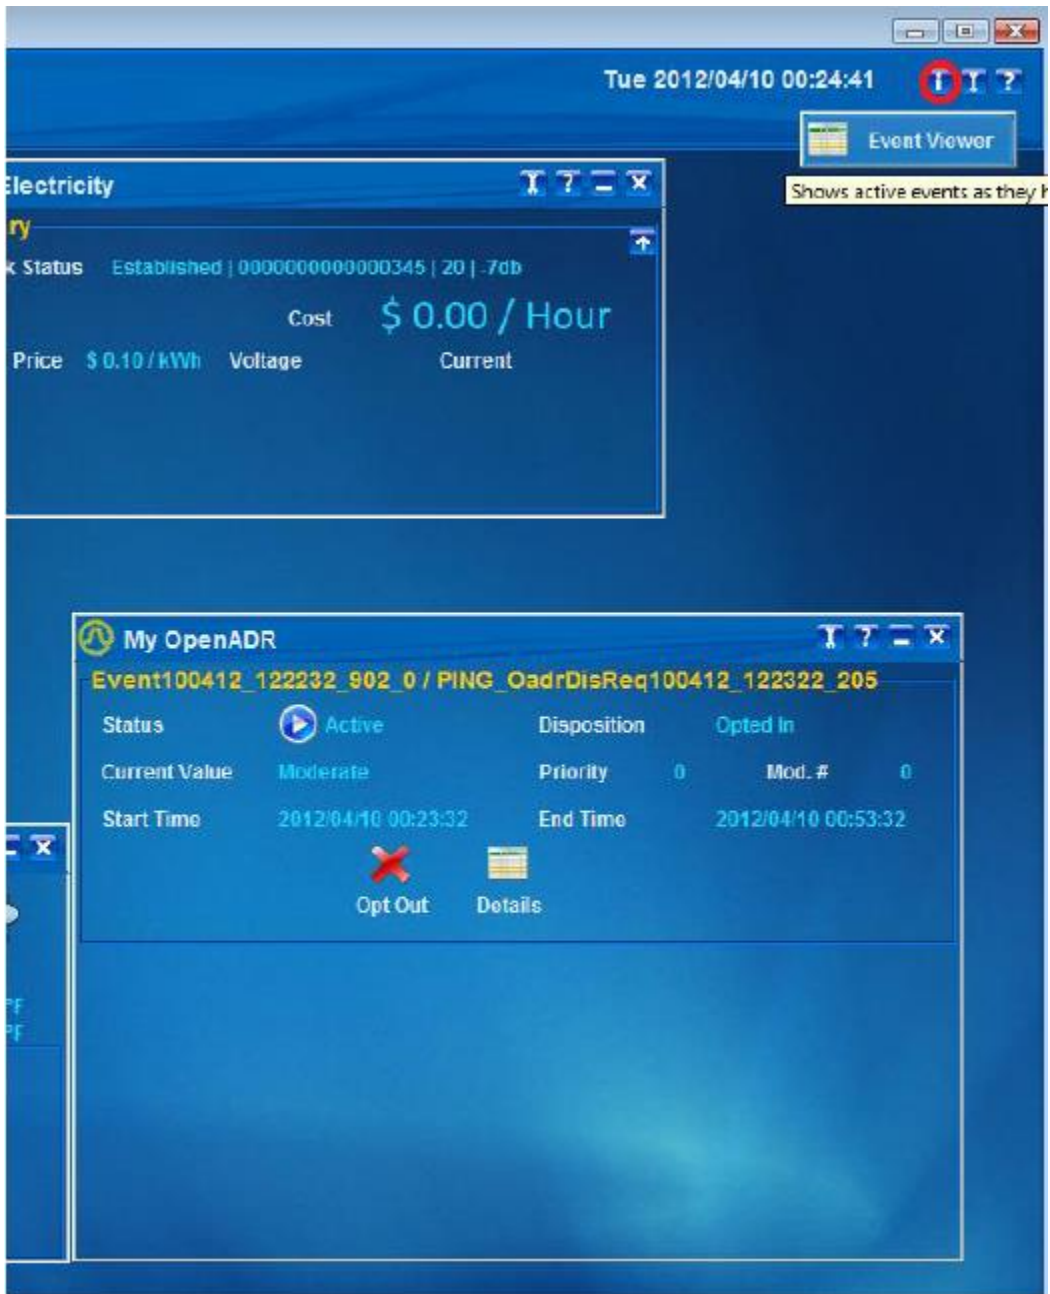 Tue 2012/04/10 00:24:41
Event Viewer
Shows active events as they h
Electricity
ry
k Status Established | 0000000000000345 | 20 | -7db
Cost $ 0.00 / Hour
Price $ 0.10 / kWh Voltage Current
My OpenADR
Event100412_122232_902_0 / PING_OadrDisReq100412_122322_205
Status Active Disposition Opted In
Current Value Moderate Priority 0 Mod. # 0
Start Time 2012/04/10 00:23:32 End Time 2012/04/10 00:53:32
Opt Out Details
°F
°F